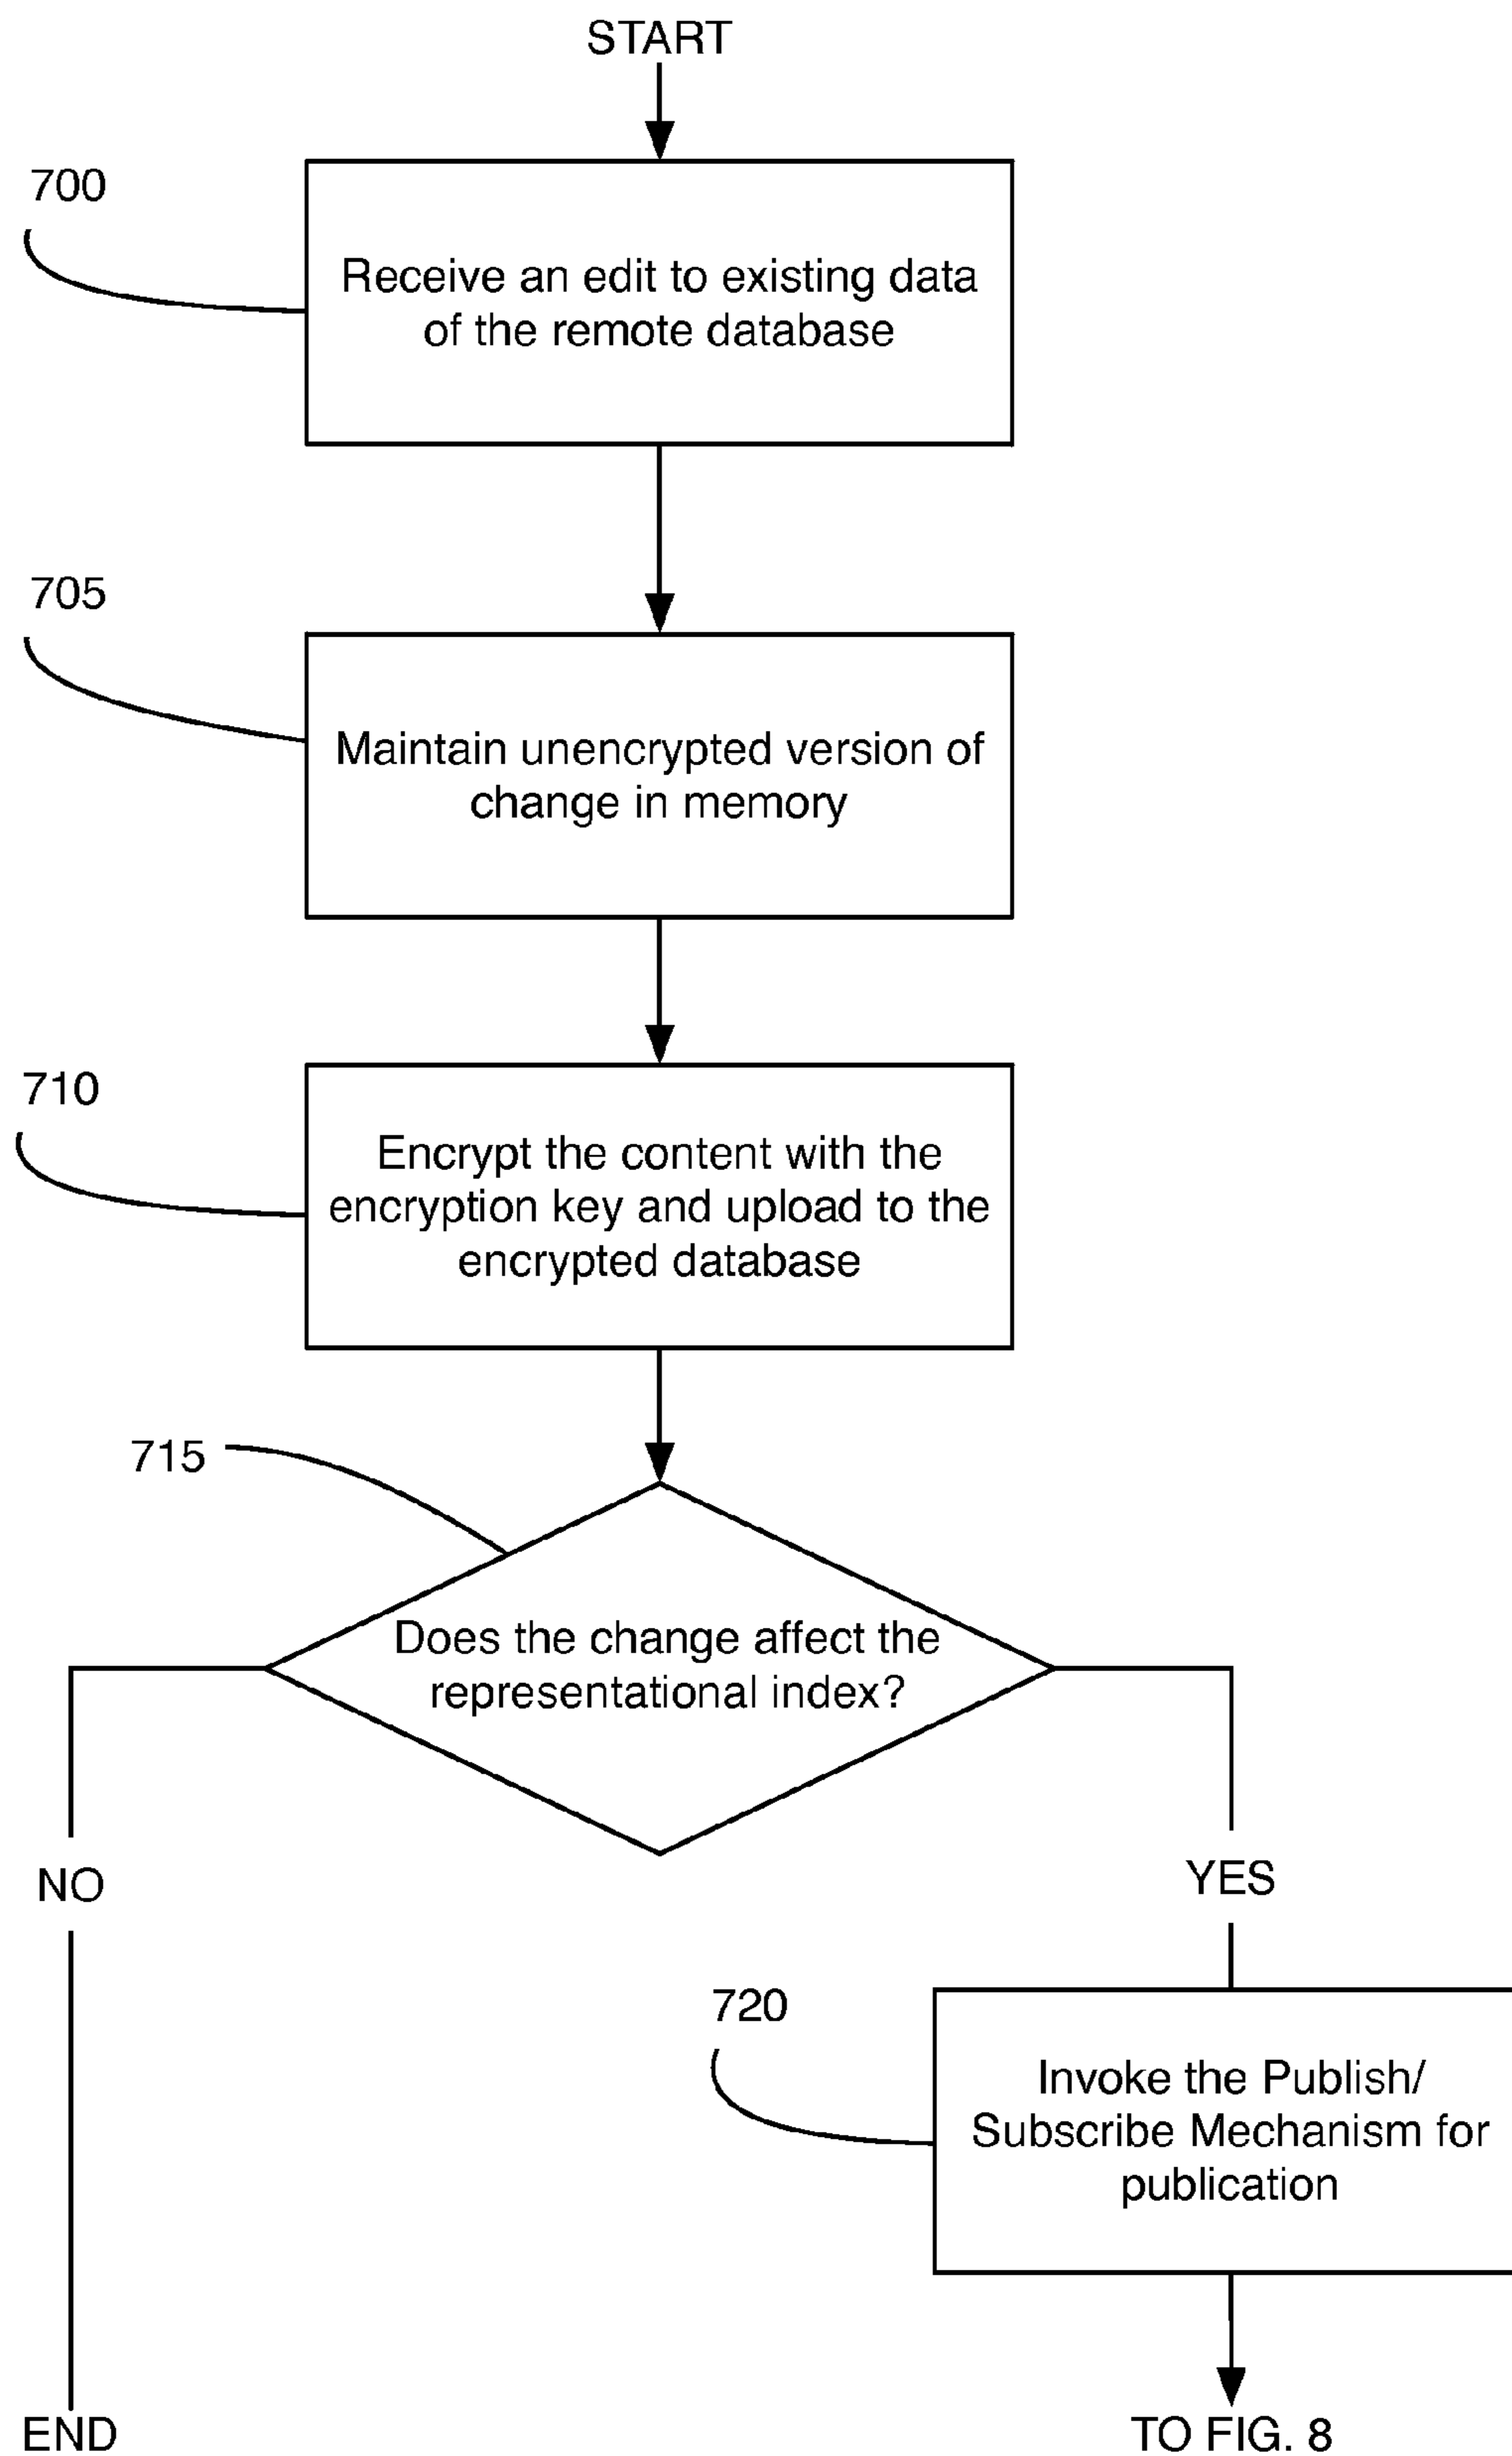 START
700
Receive an edit to existing data
of the remote database
705
Maintain unencrypted version of
change in memory
710
Encrypt the content with the
encryption key and upload to the
encrypted database
715
Does the change affect the
representational index?
NO
YES
720
Invoke the Publish/
Subscribe Mechanism for
publication
END
TO FIG. 8